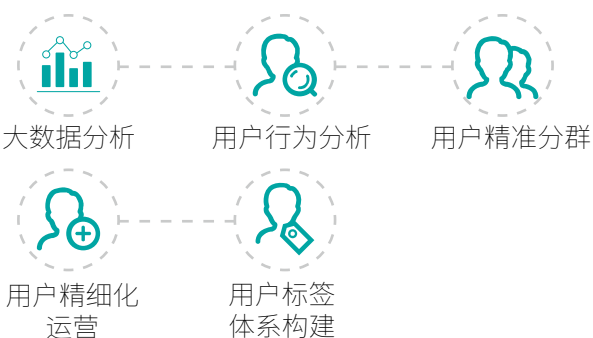 大数据分析
用户行为分析
用户精准分群
用户精细化
运营
用户标签
体系构建